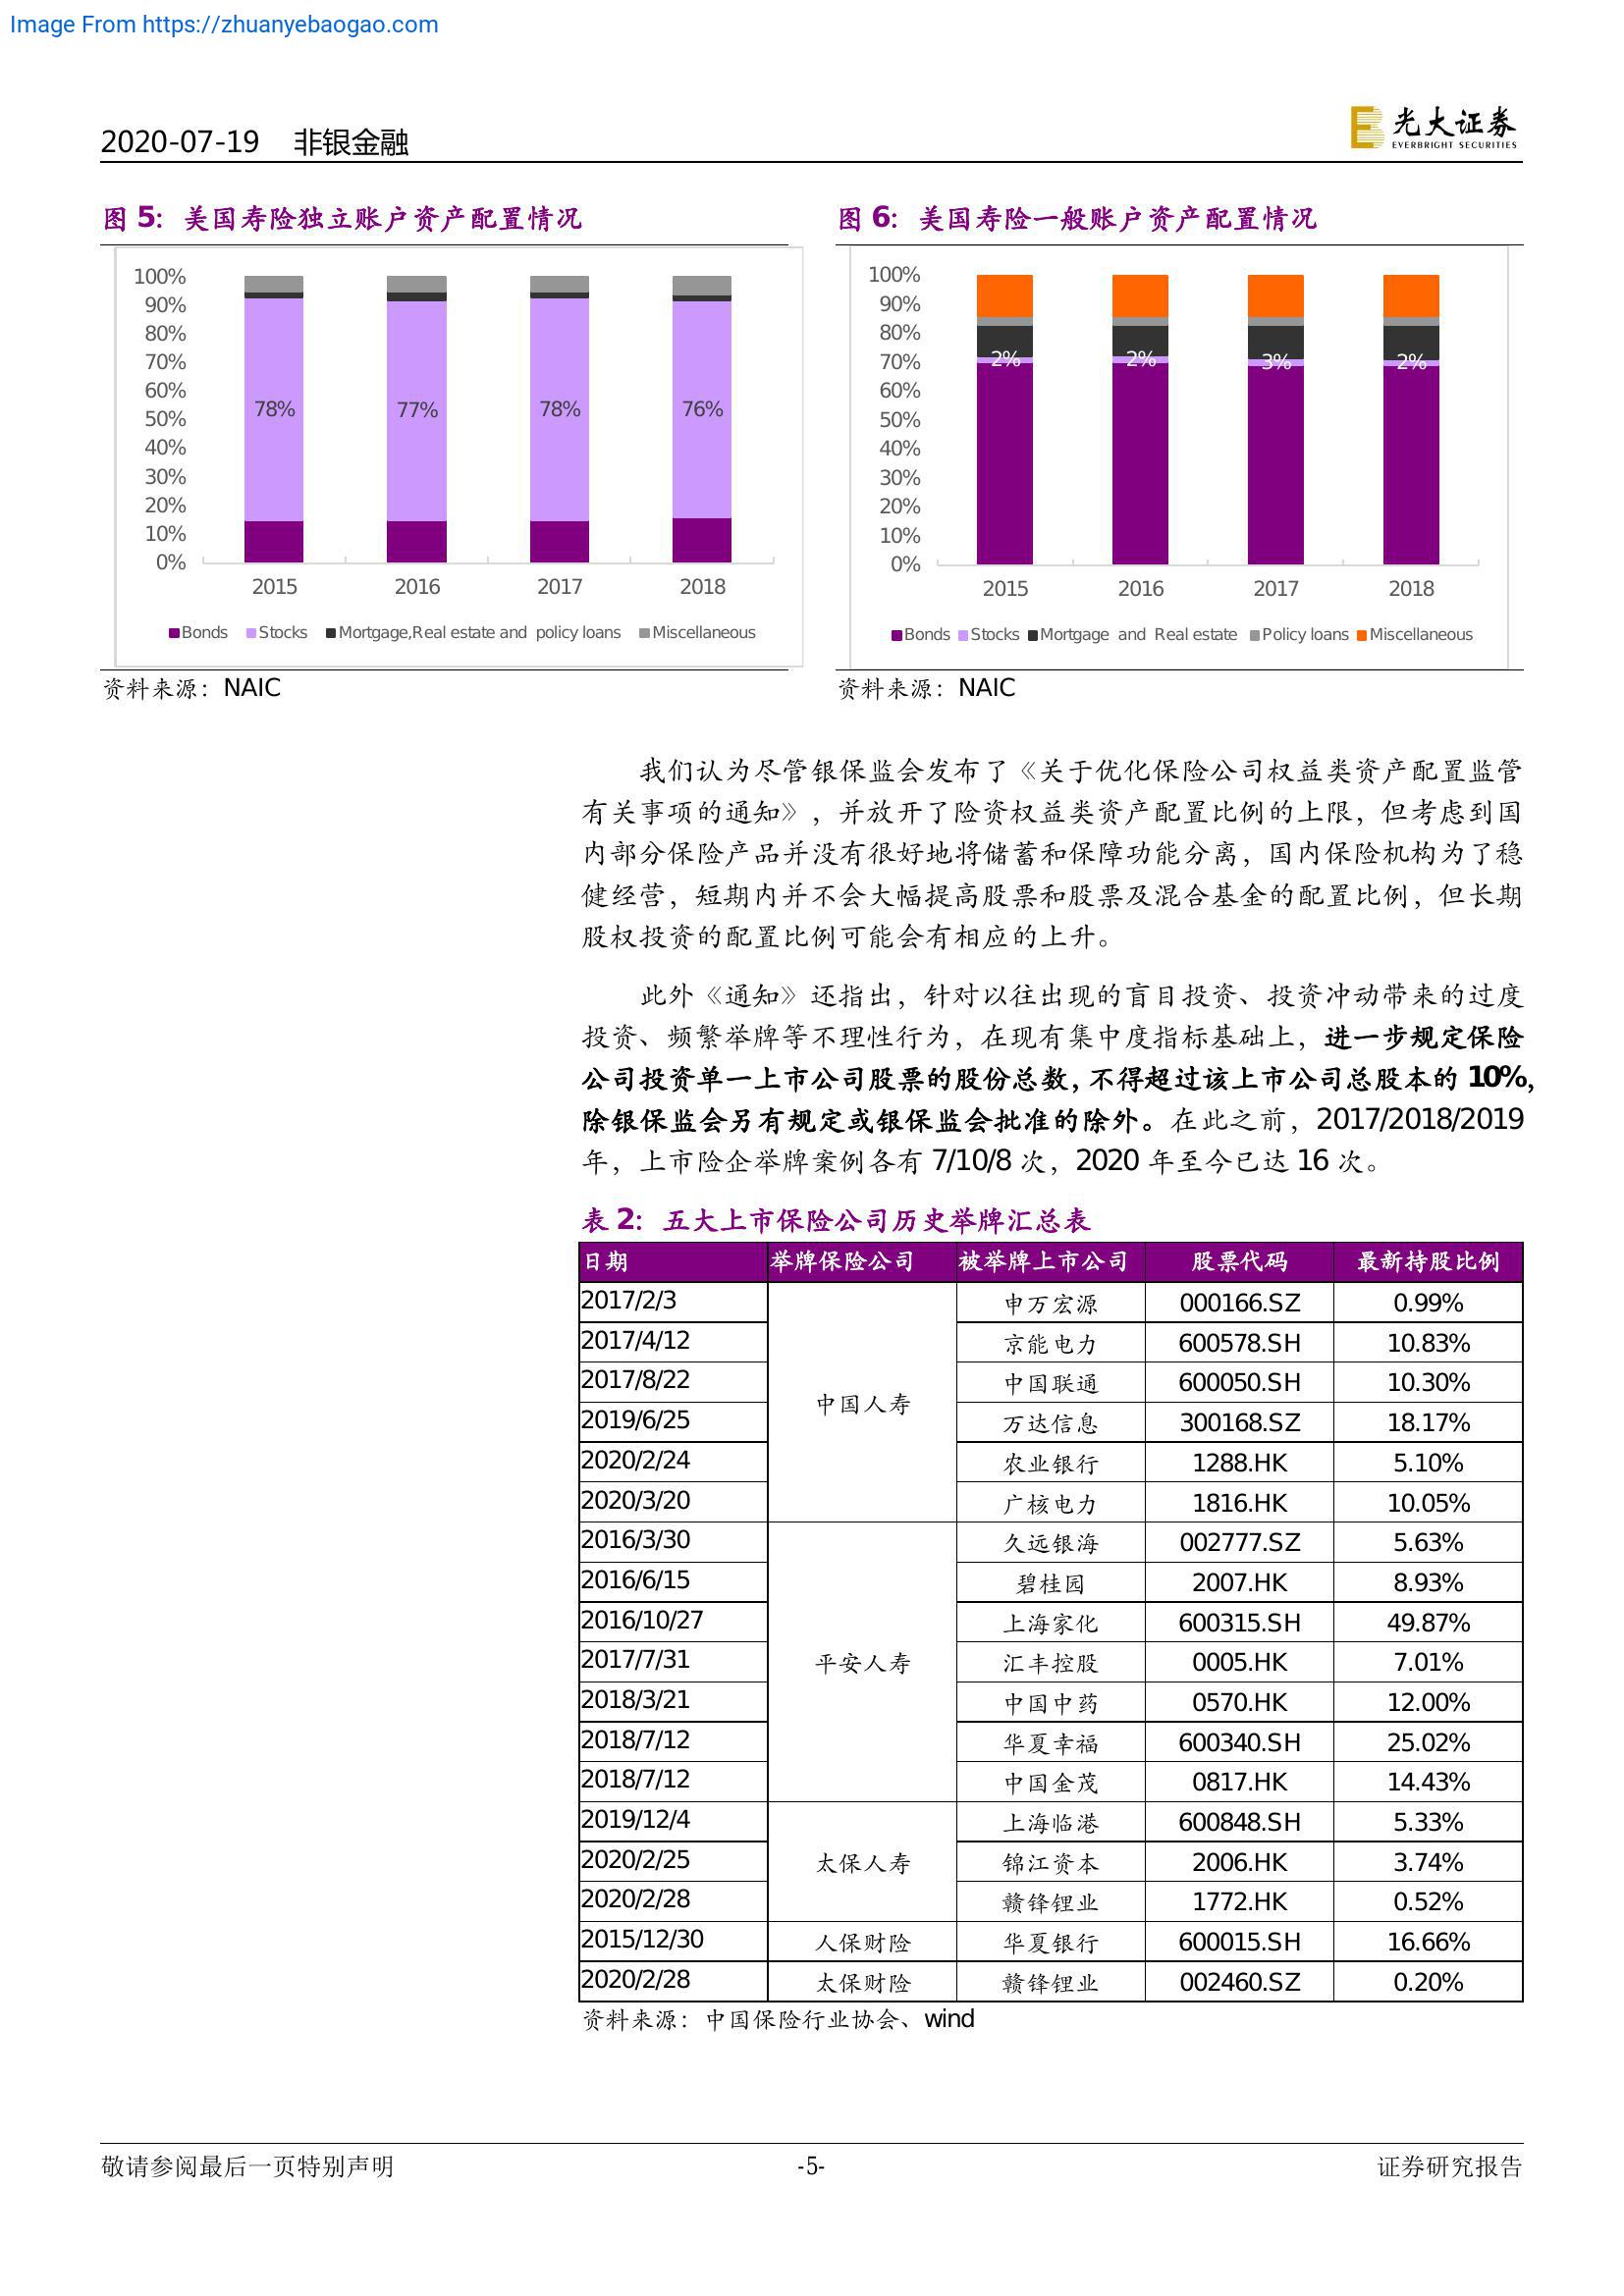 Image From https://zhuanyebaogao.com
2020-07-19 非银金融
光大证券
EVERBRIGHT SECURITIES
图 5：美国寿险独立账户资产配置情况
100%
90%
80%
70%
60%
50%
40%
30%
20%
10%
0%
78% 77% 78% 76%
2015 2016 2017 2018
Bonds Stocks Mortgage,Real estate and policy loans Miscellaneous
资料来源：NAIC
图 6：美国寿险一般账户资产配置情况
100%
90%
80%
70%
60%
50%
40%
30%
20%
10%
0%
2% 2% 3% 2%
2015 2016 2017 2018
Bonds Stocks Mortgage and Real estate Policy loans Miscellaneous
资料来源：NAIC
我们认为尽管银保监会发布了《关于优化保险公司权益类资产配置监管
有关事项的通知》，并放开了险资权益类资产配置比例的上限，但考虑到国
内部分保险产品并没有很好地将储蓄和保障功能分离，国内保险机构为了稳
健经营，短期内并不会大幅提高股票和股票及混合基金的配置比例，但长期
股权投资的配置比例可能会有相应的上升。
此外《通知》还指出，针对以往出现的盲目投资、投资冲动带来的过度
投资、频繁举牌等不理性行为，在现有集中度指标基础上，进一步规定保险
公司投资单一上市公司股票的股份总数，不得超过该上市公司总股本的 10%，
除银保监会另有规定或银保监会批准的除外。在此之前，2017/2018/2019
年，上市险企举牌案例各有 7/10/8 次，2020 年至今已达 16 次。
表 2：五大上市保险公司历史举牌汇总表
日期 举牌保险公司 被举牌上市公司 股票代码 最新持股比例
2017/2/3 申万宏源 000166.SZ 0.99%
2017/4/12 京能电力 600578.SH 10.83%
2017/8/22 中国联通 600050.SH 10.30%
中国人寿
2019/6/25 万达信息 300168.SZ 18.17%
2020/2/24 农业银行 1288.HK 5.10%
2020/3/20 广核电力 1816.HK 10.05%
2016/3/30 久远银海 002777.SZ 5.63%
2016/6/15 碧桂园 2007.HK 8.93%
2016/10/27 上海家化 600315.SH 49.87%
2017/7/31 平安人寿 汇丰控股 0005.HK 7.01%
2018/3/21 中国中药 0570.HK 12.00%
2018/7/12 华夏幸福 600340.SH 25.02%
2018/7/12 中国金茂 0817.HK 14.43%
2019/12/4 上海临港 600848.SH 5.33%
2020/2/25 太保人寿 锦江资本 2006.HK 3.74%
2020/2/28 赣锋锂业 1772.HK 0.52%
2015/12/30 人保财险 华夏银行 600015.SH 16.66%
2020/2/28 太保财险 赣锋锂业 002460.SZ 0.20%
资料来源：中国保险行业协会、wind
敬请参阅最后一页特别声明 -5- 证券研究报告